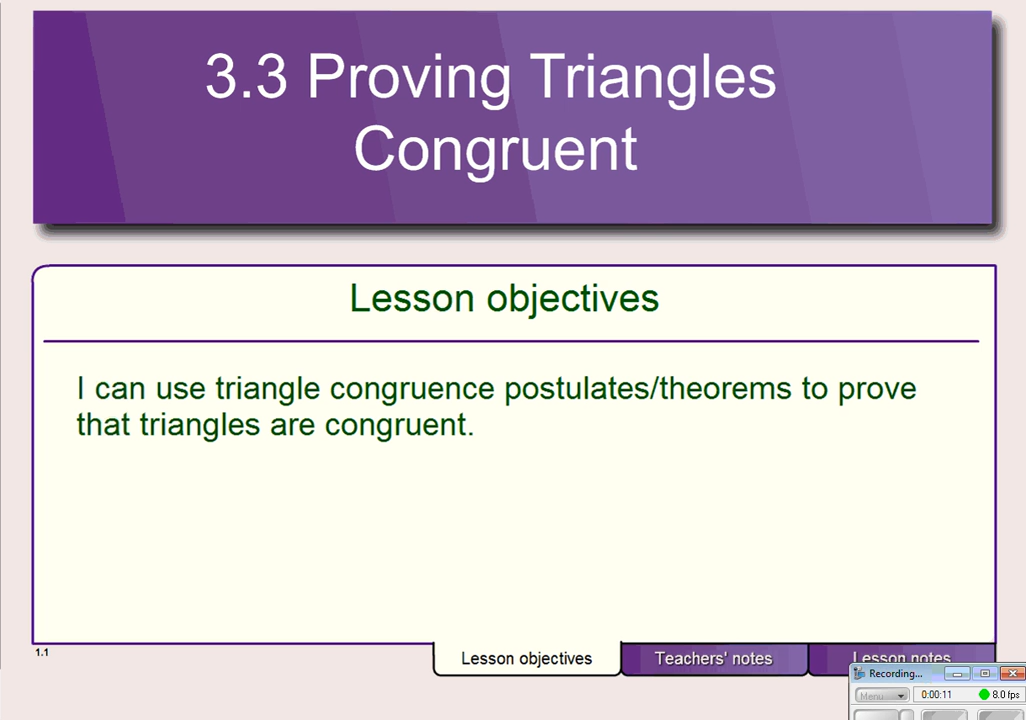 3.3 Proving Triangles
Congruent
Lesson objectives
I can use triangle congruence postulates/theorems to prove
that triangles are congruent.
1.1
Lesson objectives
Teachers' notes
Lesson notes
Recording...
Menu
0:00:11
8.0 fps